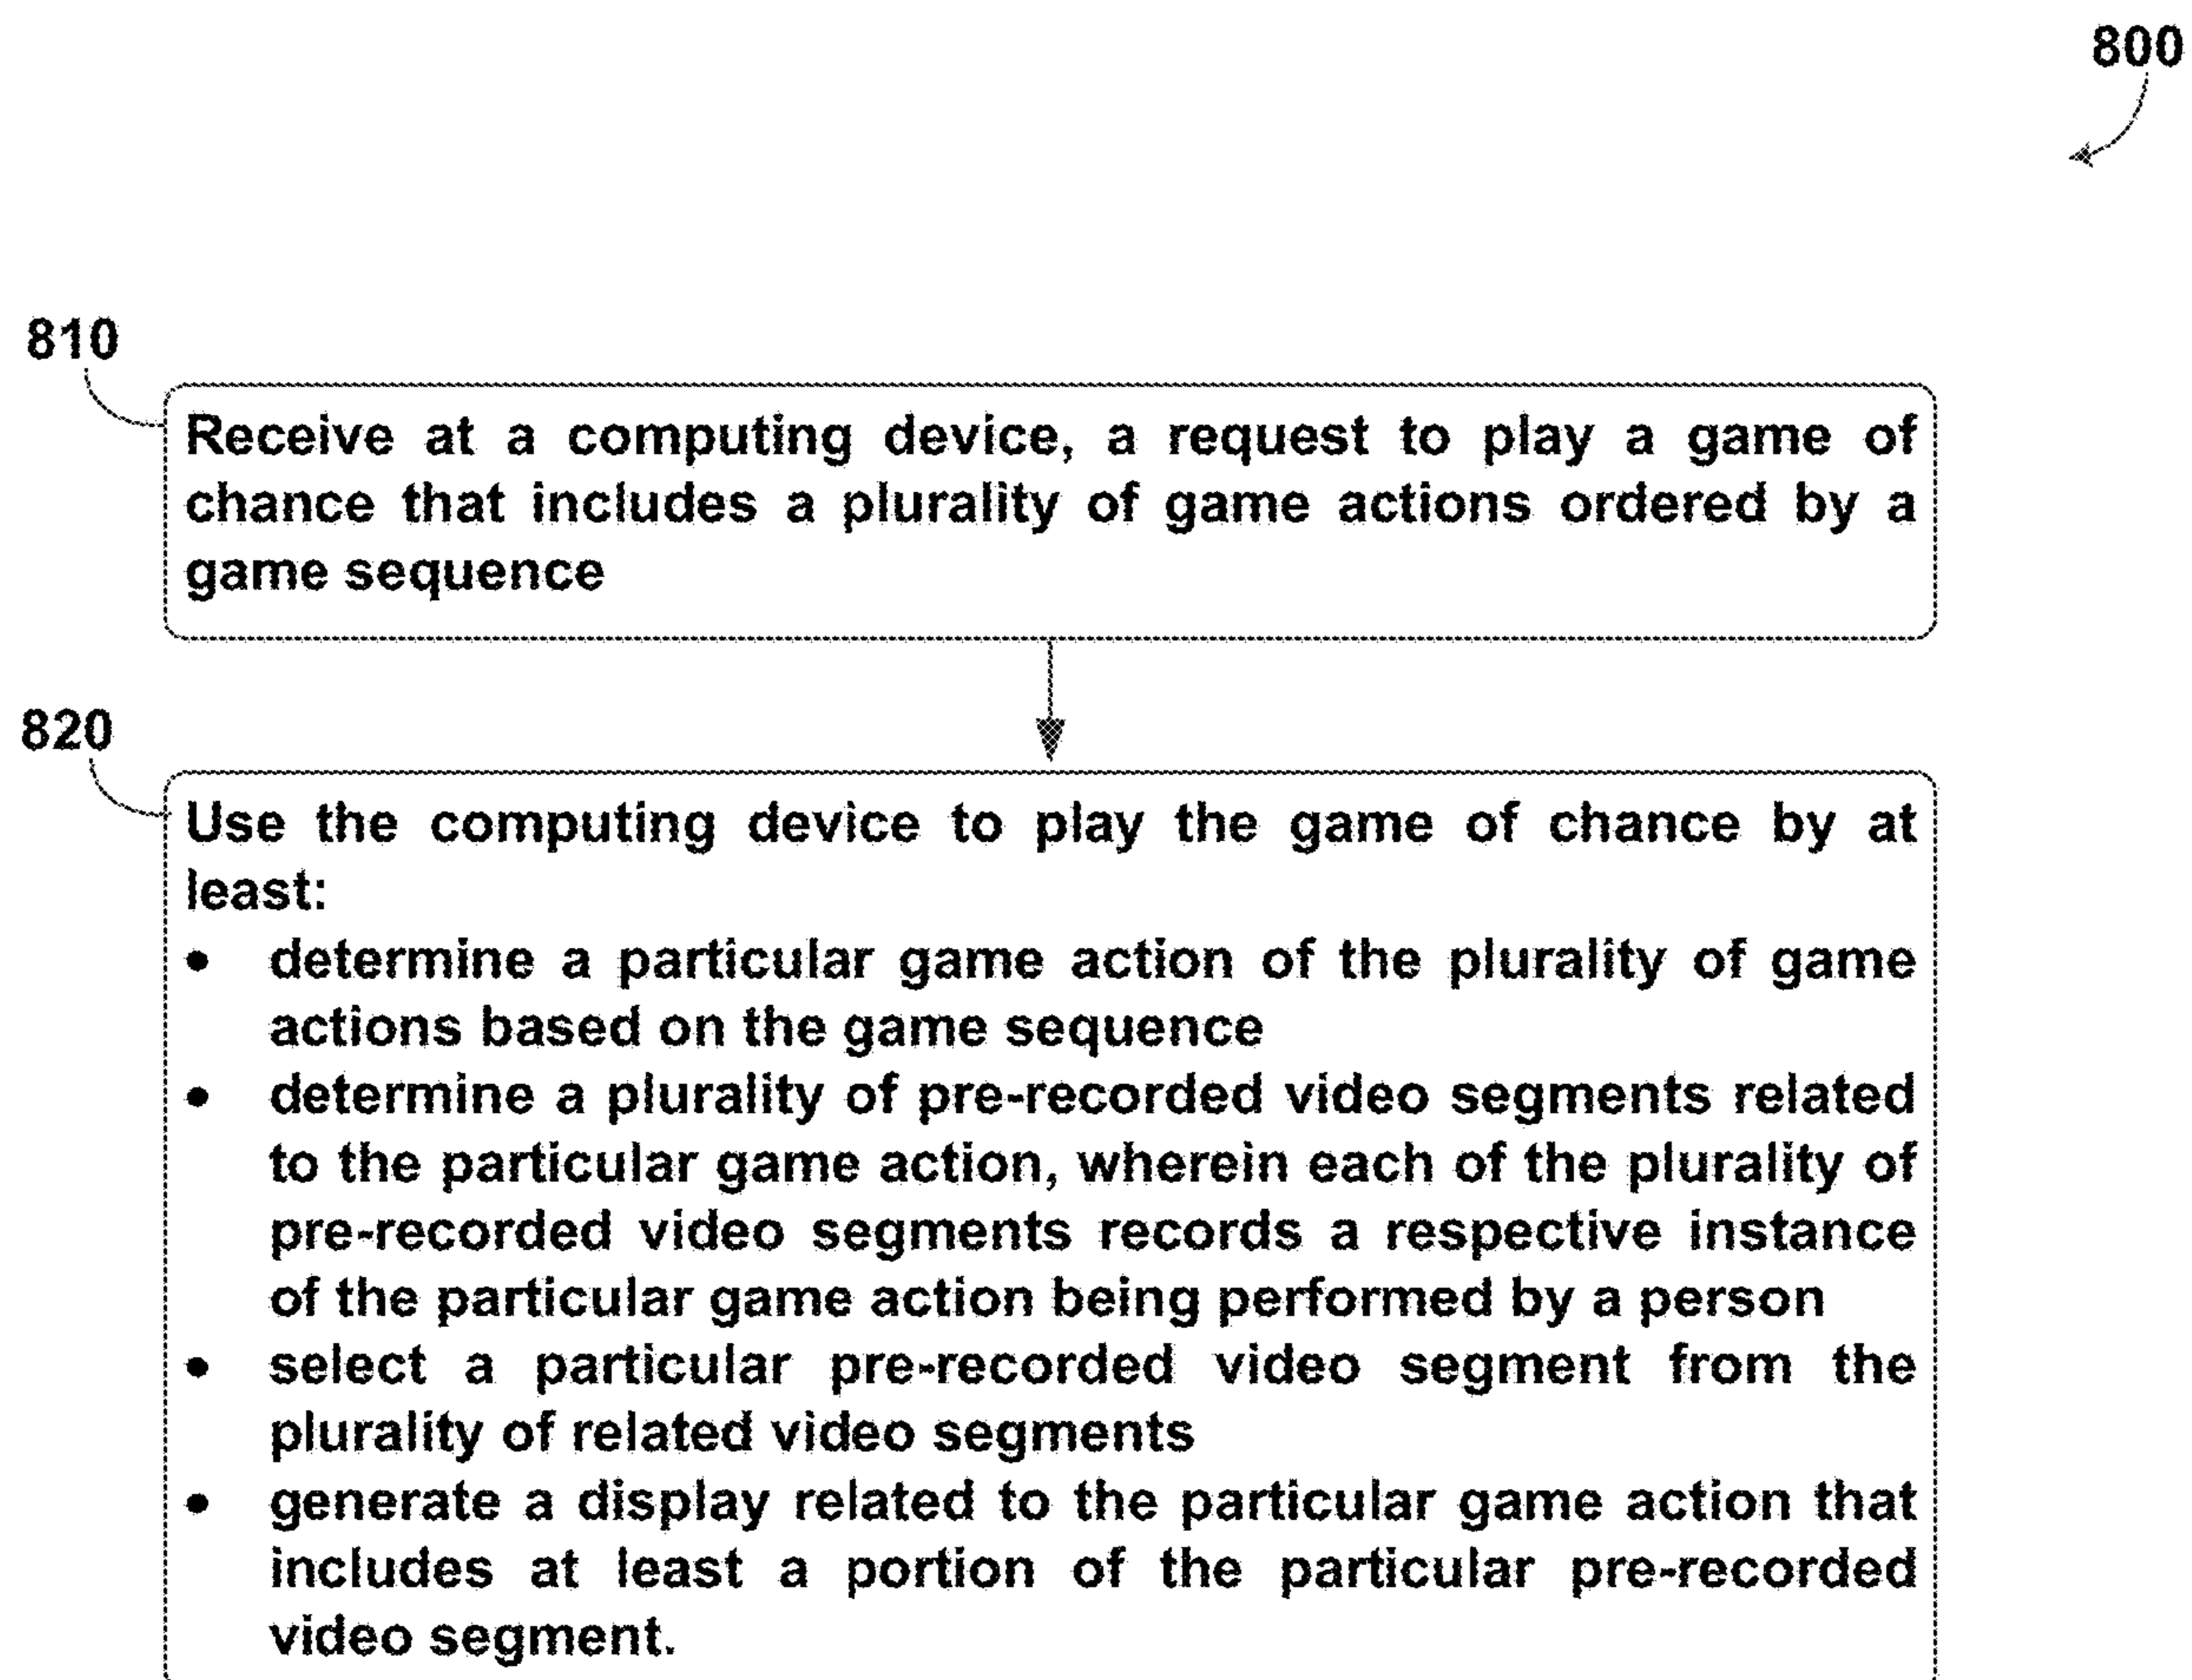 800
810
Receive at a computing device, a request to play a game of
chance that includes a plurality of game actions ordered by a
game sequence
820
Use the computing device to play the game of chance by at
least:
• determine a particular game action of the plurality of game
actions based on the game sequence
• determine a plurality of pre-recorded video segments related
to the particular game action, wherein each of the plurality of
pre-recorded video segments records a respective instance
of the particular game action being performed by a person
• select a particular pre-recorded video segment from the
plurality of related video segments
• generate a display related to the particular game action that
includes at least a portion of the particular pre-recorded
video segment.